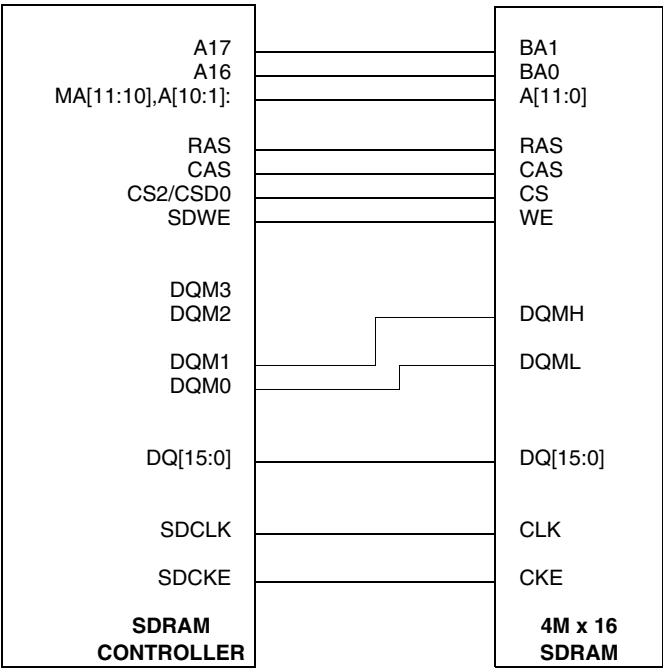 A17 BA1
A16 BA0
MA[11:10],A[10:1]: A[11:0]
RAS RAS
CAS CAS
CS2/CSD0 CS
SDWE WE
DQM3
DQM2 DQMH
DQM1 DQML
DQM0
DQ[15:0] DQ[15:0]
SDCLK CLK
SDCKE CKE
SDRAM 4M x 16
CONTROLLER SDRAM